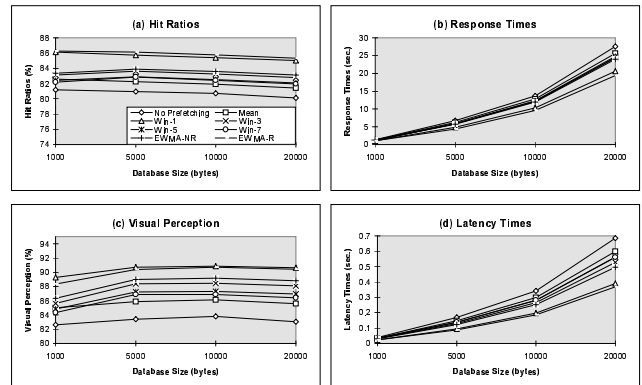 (a) Hit Ratios
Hit Ratios (%)
88
86
84
82
80
78
76
74
No Prefetching
Mean
Win-1
Win-3
Win-5
Win-7
EWMA-NR
EWMA-R
1000
5000
10000
20000
Database Size (bytes)
(b) Response Times
Response Times (sec.)
30
25
20
15
10
5
0
1000
5000
10000
20000
Database Size (bytes)
(c) Visual Perception
Visual Perception (%)
94
92
90
88
86
84
82
80
1000
5000
10000
20000
Database Size (bytes)
(d) Latency Times
Latency Times (sec.)
0.7
0.6
0.5
0.4
0.3
0.2
0.1
0
1000
5000
10000
20000
Database Size (bytes)